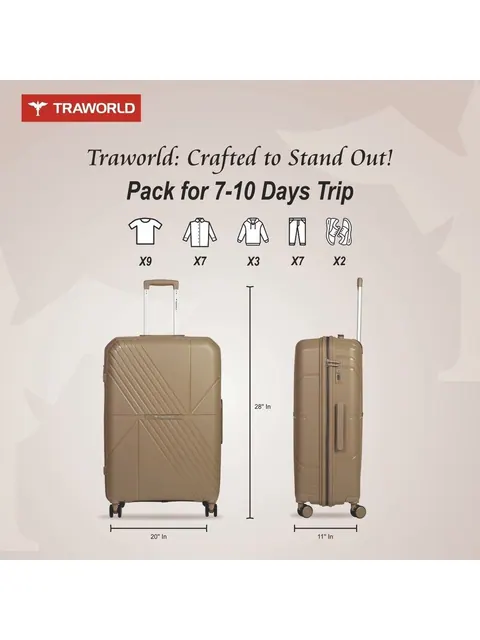 TRAWORLD
Traworld: Crafted to Stand Out!
Pack for 7-10 Days Trip
X9 X7 X3 X7 X2
28" In
20" In 11" In